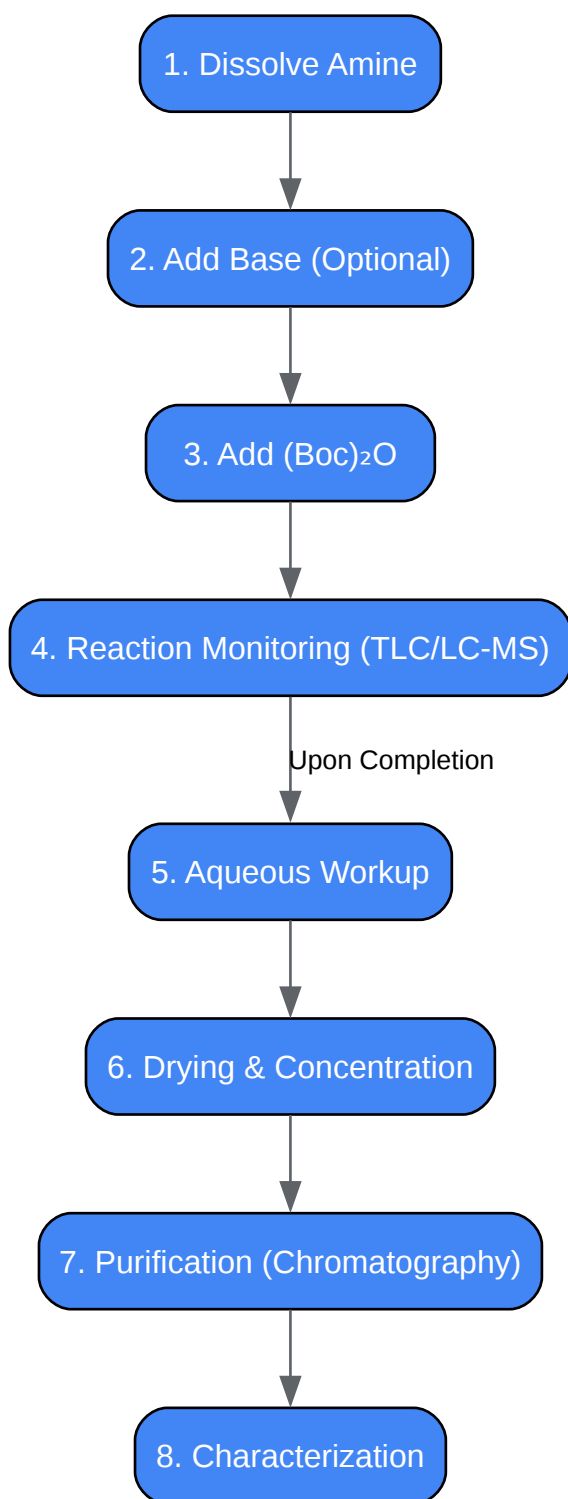 1. Dissolve Amine
2. Add Base (Optional)
3. Add (Boc)₂O
4. Reaction Monitoring (TLC/LC-MS)
Upon Completion
5. Aqueous Workup
6. Drying & Concentration
7. Purification (Chromatography)
8. Characterization